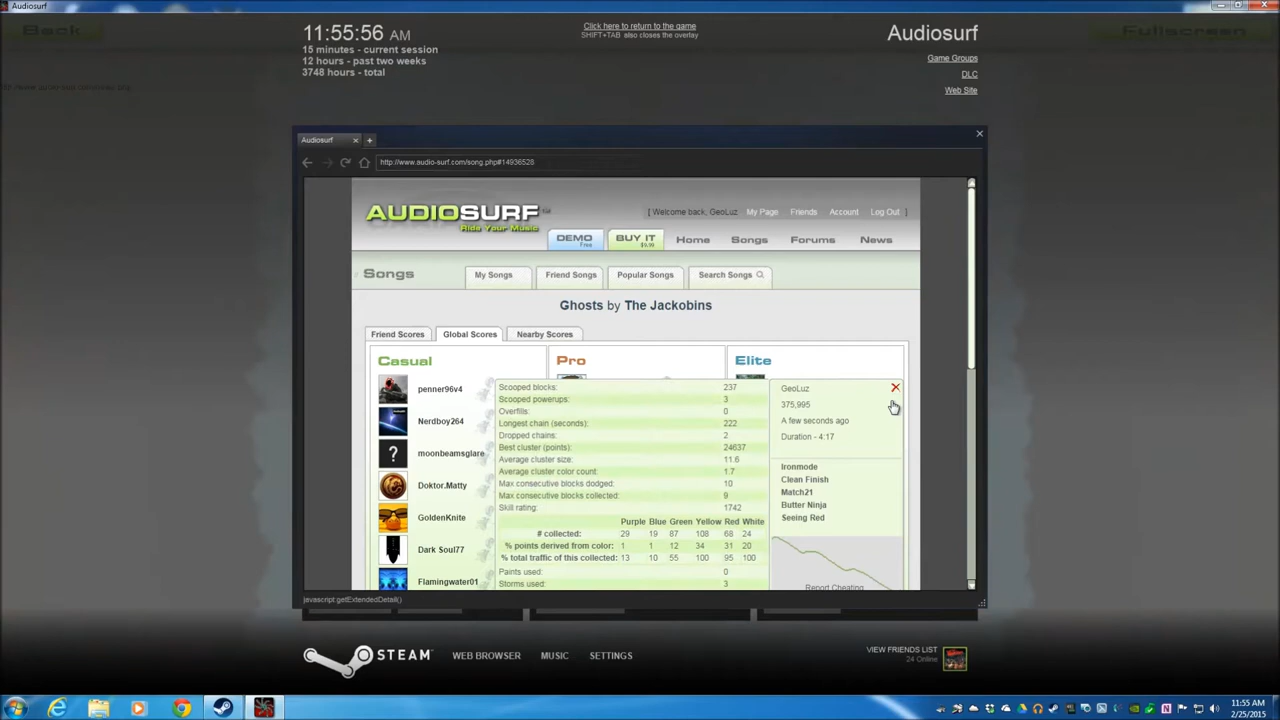 Audiosurf
Back
Fullscreen
11:55:56 AM
15 minutes - current session
12 hours - past two weeks
3748 hours - total
Click here to return to the game
SHIFT+TAB also closes the overlay
Audiosurf
Game Groups
DLC
Web Site
Audiosurf
http://www.audio-surf.com/song.php#14936528
AUDIOSURF
Ride Your Music
[ Welcome back, GeoLuz My Page Friends Account Log Out ]
DEMO
Free
BUY IT
$9.99
Home Songs Forums News
Songs
My Songs Friend Songs Popular Songs Search Songs
Ghosts by The Jackobins
Friend Scores Global Scores Nearby Scores
Casual Pro Elite
penner96v4
Nerdboy264
moonbeamsglare
Doktor.Matty
GoldenKnite
Dark Soul77
Flamingwater01
Scooped blocks: 237
Scooped powerups: 3
Overfills: 0
Longest chain (seconds): 222
Dropped chains: 2
Best cluster (points): 24637
Average cluster size: 11.6
Average cluster color count: 1.7
Max consecutive blocks dodged: 10
Max consecutive blocks collected: 9
Skill rating: 1742
Purple Blue Green Yellow Red White
# collected: 29 19 87 108 68 24
% points derived from color: 1 1 12 34 31 20
% total traffic of this collected: 13 10 55 100 95 100
Paints used: 0
Storms used: 3
GeoLuz
375,995
A few seconds ago
Duration - 4:17
Ironmode
Clean Finish
Match21
Butter Ninja
Seeing Red
Report Cheating
javascript:getExtendedDetail()
STEAM
WEB BROWSER MUSIC SETTINGS
VIEW FRIENDS LIST
24 Online
11:55 AM
2/25/2015